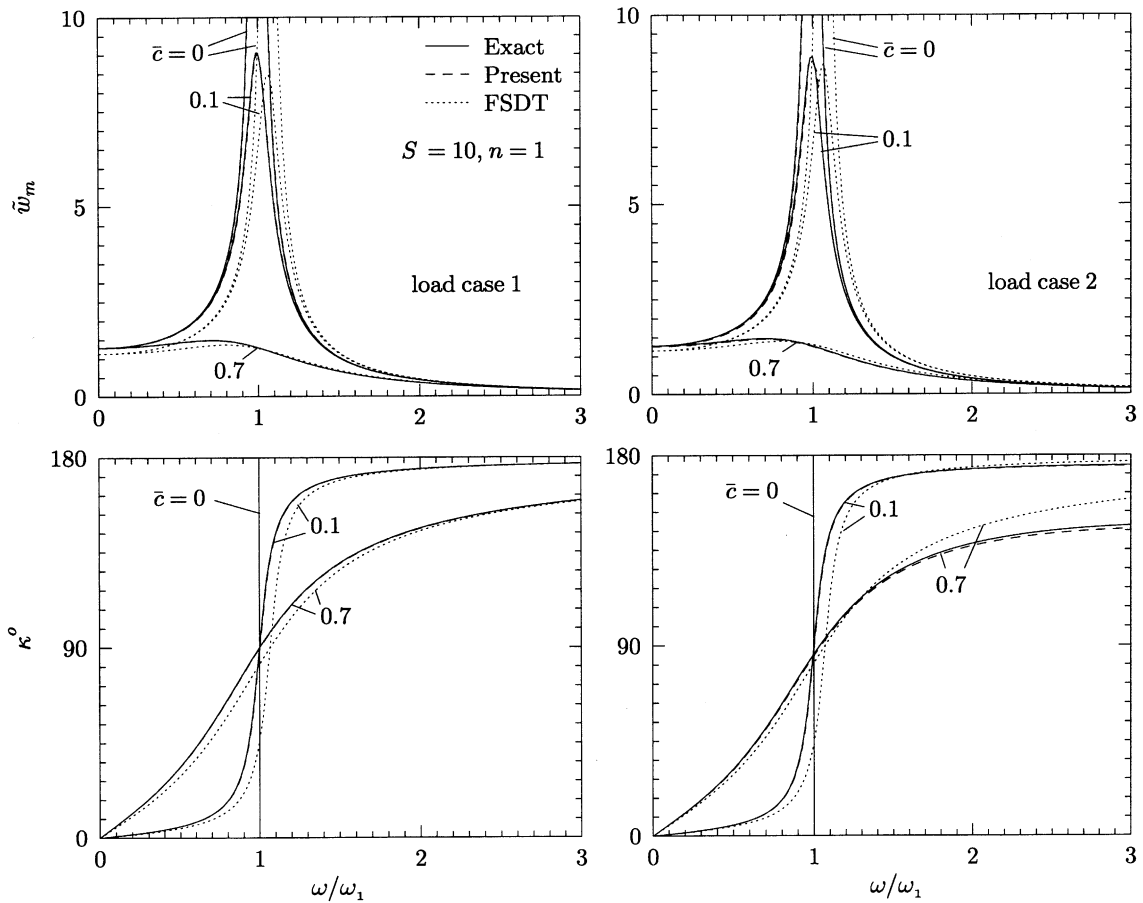 10
5
0
w̃ₘ
c̄ = 0
0.1
0.7
Exact
Present
FSDT
S = 10, n = 1
load case 1
0 1 2 3
10
5
0
c̄ = 0
0.1
0.7
load case 2
0 1 2 3
180
90
0
κᵒ
c̄ = 0
0.1
0.7
0 1 2 3
ω/ω₁
180
90
0
c̄ = 0
0.1
0.7
0 1 2 3
ω/ω₁